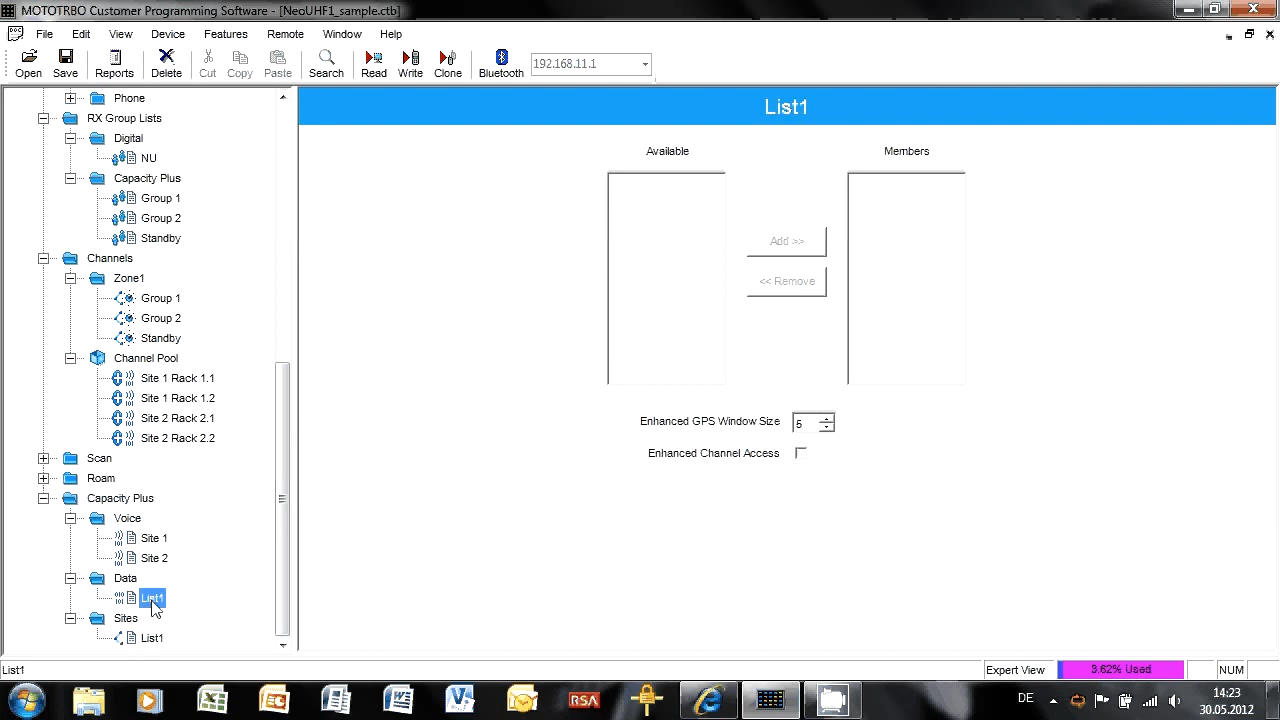 MOTOTRBO Customer Programming Software - [NeoUHF1_sample.ctb]
File Edit View Device Features Remote Window Help
Open Save Reports Delete Cut Copy Paste Search Read Write Clone Bluetooth 192.168.11.1
Phone
RX Group Lists
Digital
NU
Capacity Plus
Group 1
Group 2
Standby
Channels
Zone1
Group 1
Group 2
Standby
Channel Pool
Site 1 Rack 1.1
Site 1 Rack 1.2
Site 2 Rack 2.1
Site 2 Rack 2.2
Scan
Roam
Capacity Plus
Voice
Site 1
Site 2
Data
List1
Sites
List1
List1
Available Members
Add >>
<< Remove
Enhanced GPS Window Size 5
Enhanced Channel Access
List1 Expert View 3.62% Used NUM
RSA DE 14:23
30.05.2012